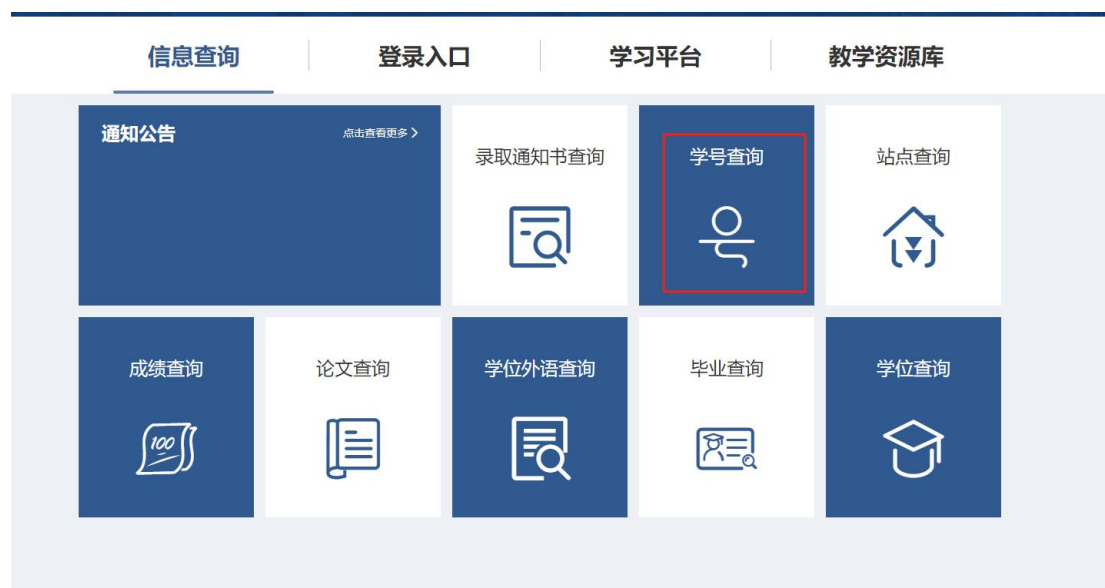 信息查询
登录入口
学习平台
教学资源库
通知公告
点击查看更多 >
录取通知书查询
学号查询
站点查询
成绩查询
论文查询
学位外语查询
毕业查询
学位查询
100